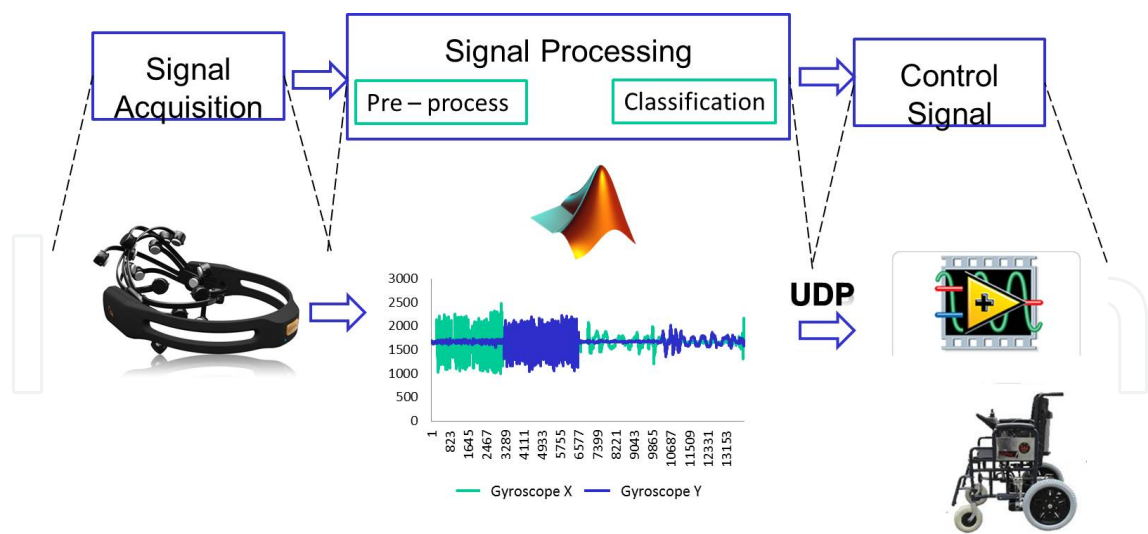 Signal
Acquisition
Signal Processing
Pre – process
Classification
Control
Signal
3000
2500
2000
1500
1000
500
0
1
823
1645
2467
3289
4111
4933
5755
6577
7399
8221
9043
9865
10687
11509
12331
13153
Gyroscope X
Gyroscope Y
UDP